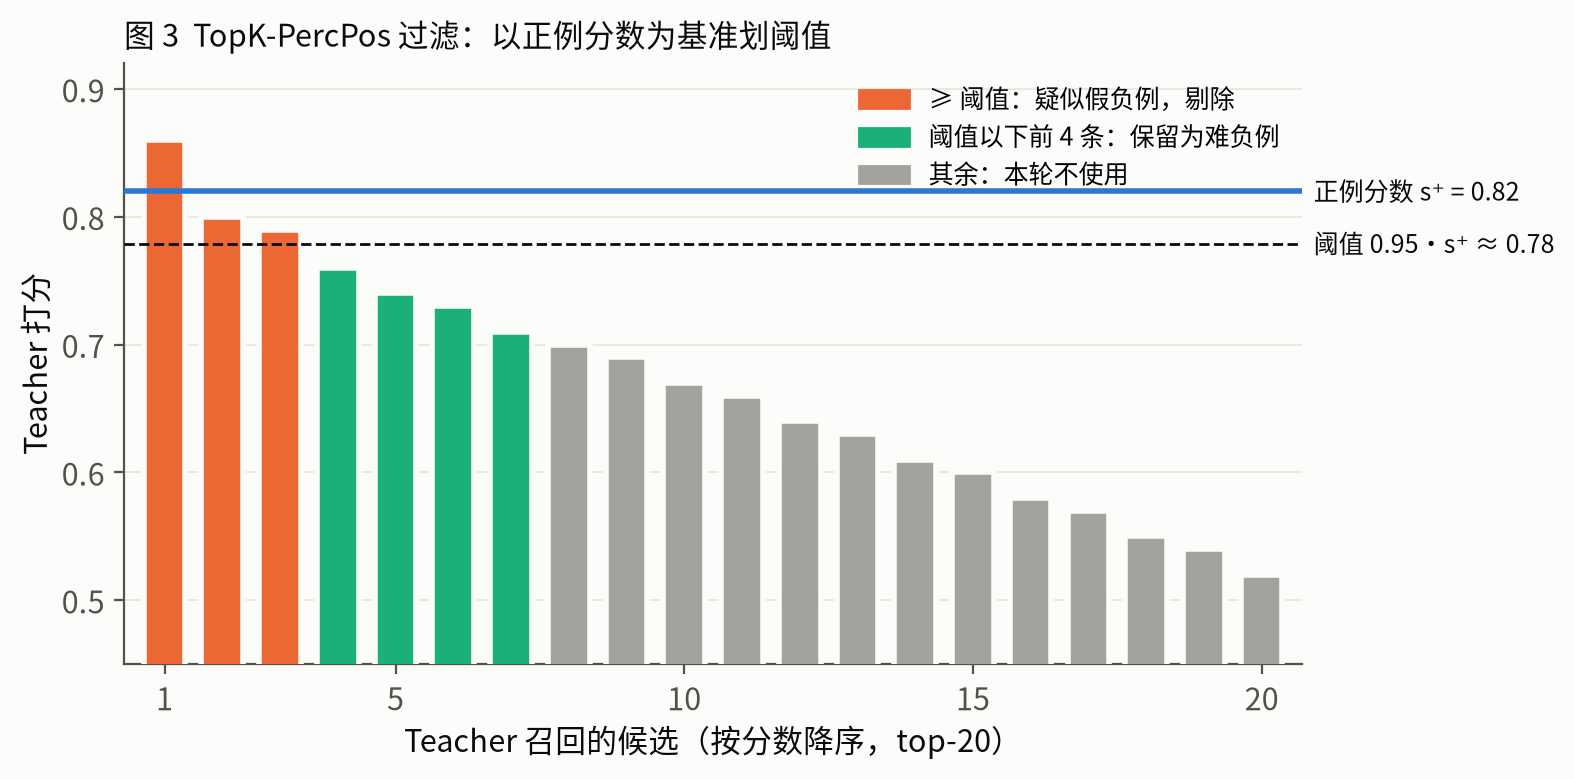 图 3 TopK-PercPos 过滤：以正例分数为基准划阈值
≥ 阈值：疑似假负例，剔除
阈值以下前 4 条：保留为难负例
其余：本轮不使用
正例分数 s⁺ = 0.82
阈值 0.95 · s⁺ ≈ 0.78
Teacher 打分
0.9
0.8
0.7
0.6
0.5
1
5
10
15
20
Teacher 召回的候选（按分数降序，top-20）